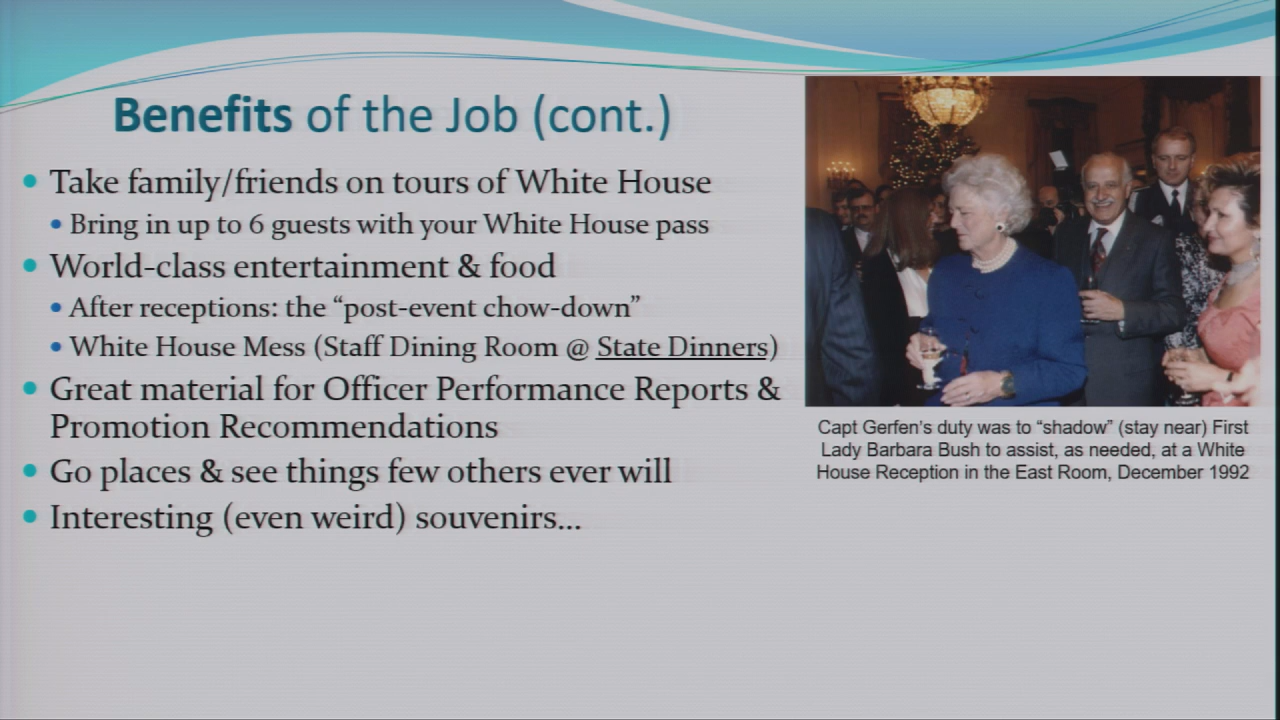 Benefits of the Job (cont.)
Take family/friends on tours of White House
Bring in up to 6 guests with your White House pass
World-class entertainment & food
After receptions: the “post-event chow-down”
White House Mess (Staff Dining Room @ State Dinners)
Great material for Officer Performance Reports &
Promotion Recommendations
Go places & see things few others ever will
Interesting (even weird) souvenirs...
Capt Gerfen’s duty was to “shadow” (stay near) First
Lady Barbara Bush to assist, as needed, at a White
House Reception in the East Room, December 1992